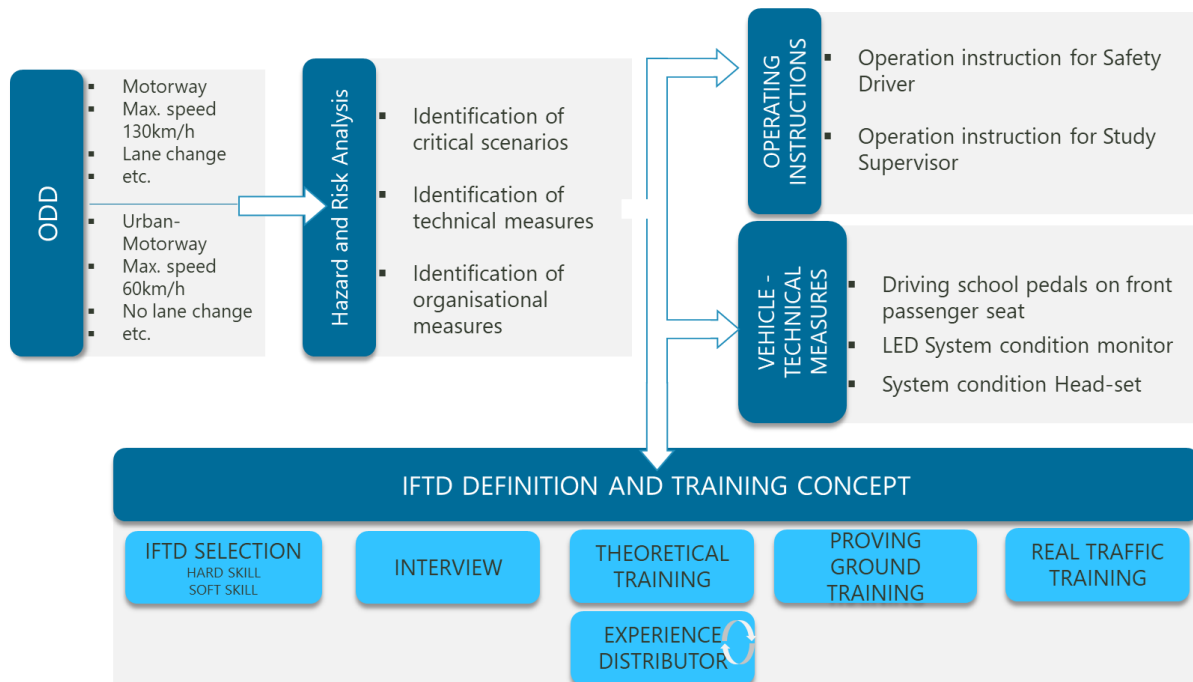 ODD
▪ Motorway
▪ Max. speed
130km/h
▪ Lane change
▪ etc.
▪ Urban-
Motorway
▪ Max. speed
60km/h
▪ No lane change
▪ etc.
Hazard and Risk Analysis
▪ Identification of
critical scenarios
▪ Identification of
technical measures
▪ Identification of
organisational
measures
OPERATING
INSTRUCTIONS
▪ Operation instruction for Safety
Driver
▪ Operation instruction for Study
Supervisor
VEHICLE -
TECHNICAL
MEASURES
▪ Driving school pedals on front
passenger seat
▪ LED System condition monitor
▪ System condition Head-set
IFTD DEFINITION AND TRAINING CONCEPT
IFTD SELECTION
HARD SKILL
SOFT SKILL
INTERVIEW
THEORETICAL
TRAINING
PROVING
GROUND
TRAINING
REAL TRAFFIC
TRAINING
EXPERIENCE
DISTRIBUTOR